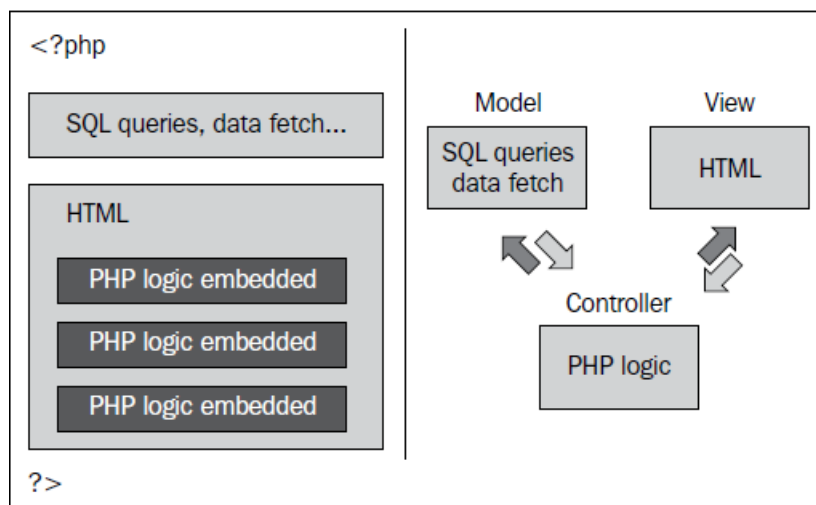 <?php
SQL queries, data fetch...
HTML
PHP logic embedded
PHP logic embedded
PHP logic embedded
?>
Model
SQL queries
data fetch
View
HTML
Controller
PHP logic